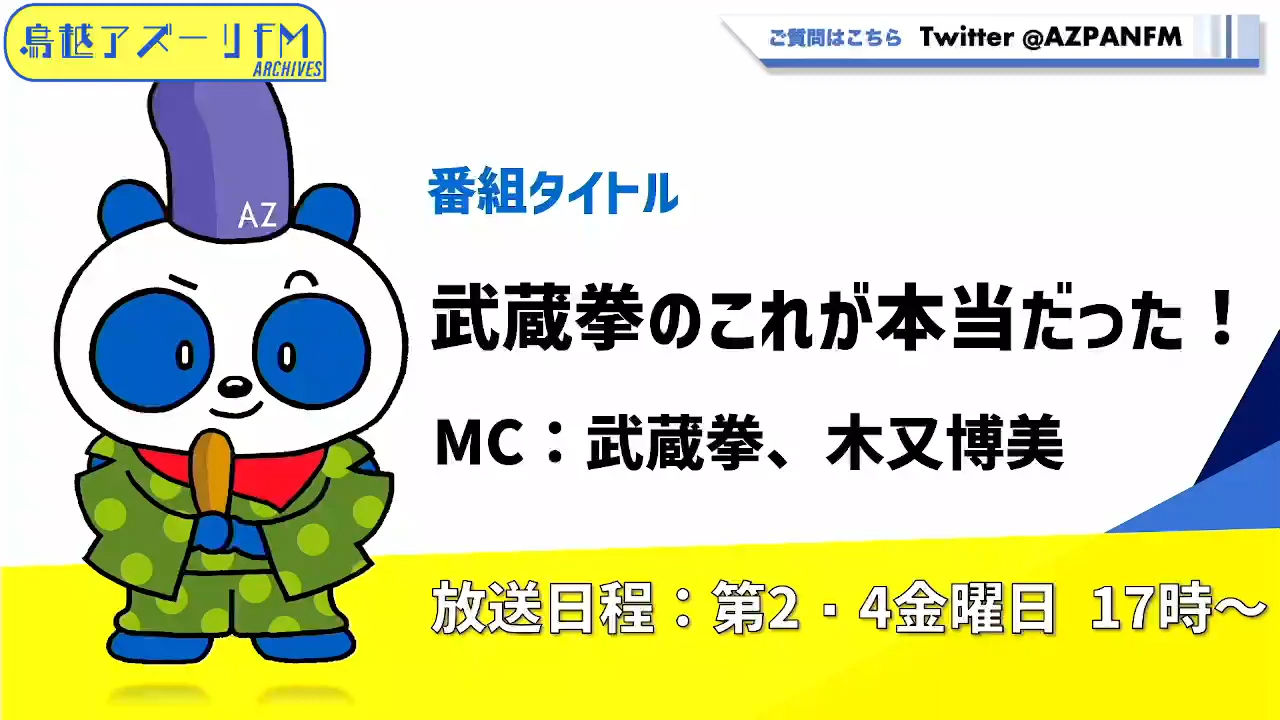 鳥越アズーリFM
ARCHIVES
ご質問はこちら Twitter @AZPANFM
AZ
番組タイトル
武蔵拳のこれが本当だった！
MC：武蔵拳、木又博美
放送日程：第2・4金曜日 17時～